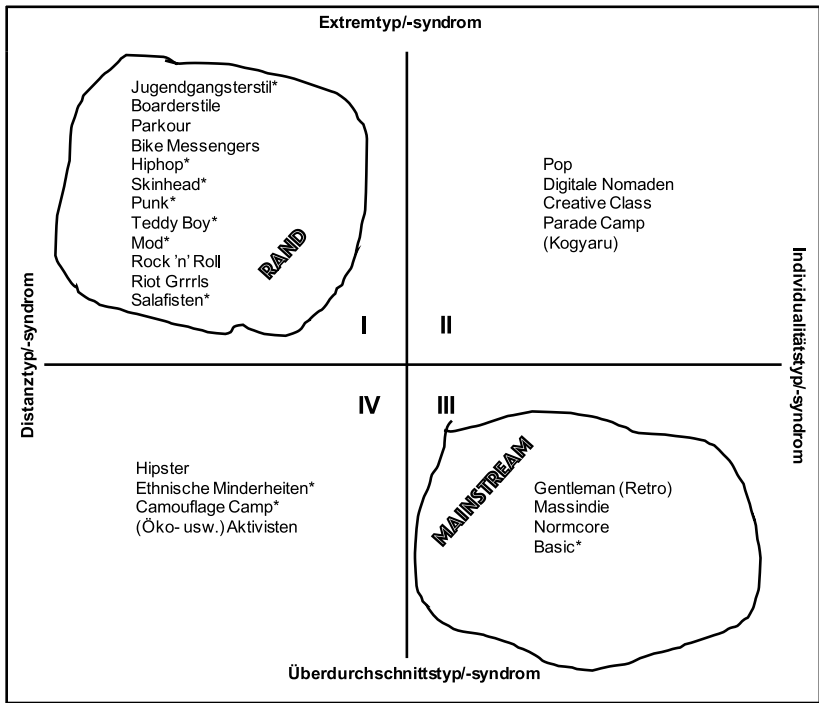 Extremtyp/-syndrom
Jugendgangsterstil*
Boarderstile
Parkour
Bike Messengers
Hiphop*
Skinhead*
Punk*
Teddy Boy*
Mod*
Rock ’n’ Roll
Riot Grrrls
Salafisten*
RAND
I
Pop
Digitale Nomaden
Creative Class
Parade Camp
(Kogyaru)
II
Distanztyp/-syndrom
Individualitätstyp/-syndrom
IV
Hipster
Ethnische Minderheiten*
Camouflage Camp*
(Öko- usw.) Aktivisten
III
MAINSTREAM
Gentleman (Retro)
Massindie
Normcore
Basic*
Überdurchschnittstyp/-syndrom